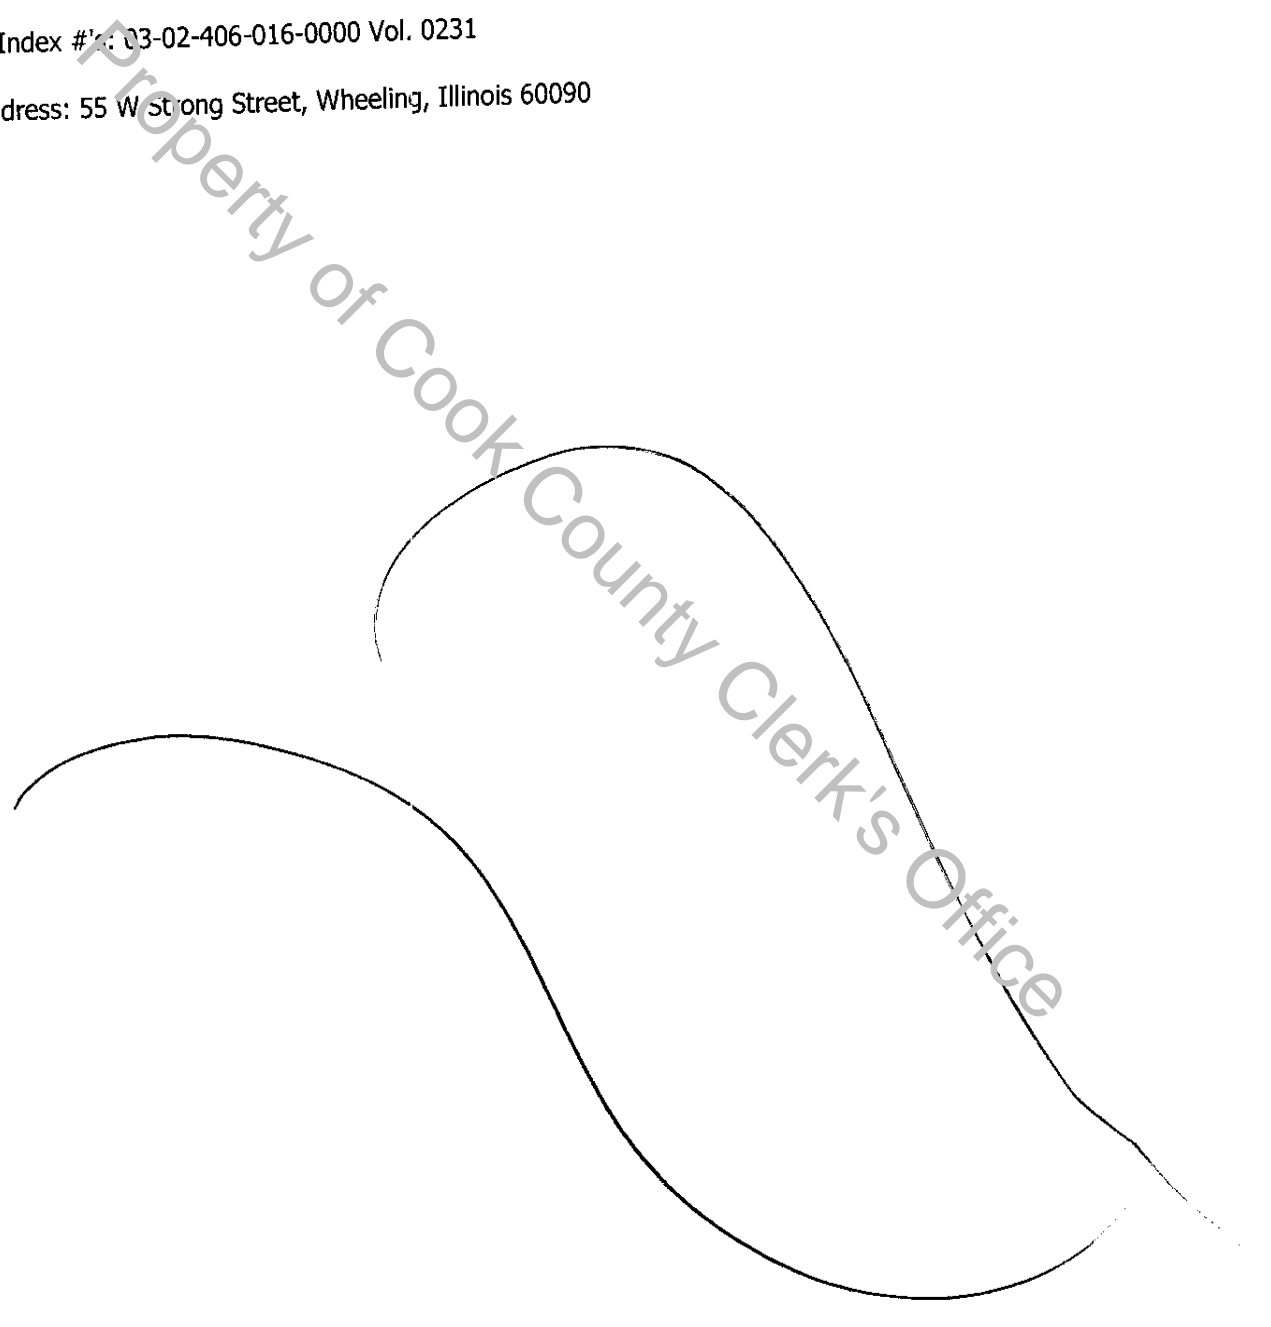 Index #'s: 03-02-406-016-0000 Vol. 0231
dress: 55 W Strong Street, Wheeling, Illinois 60090
Property of Cook County Clerk's Office